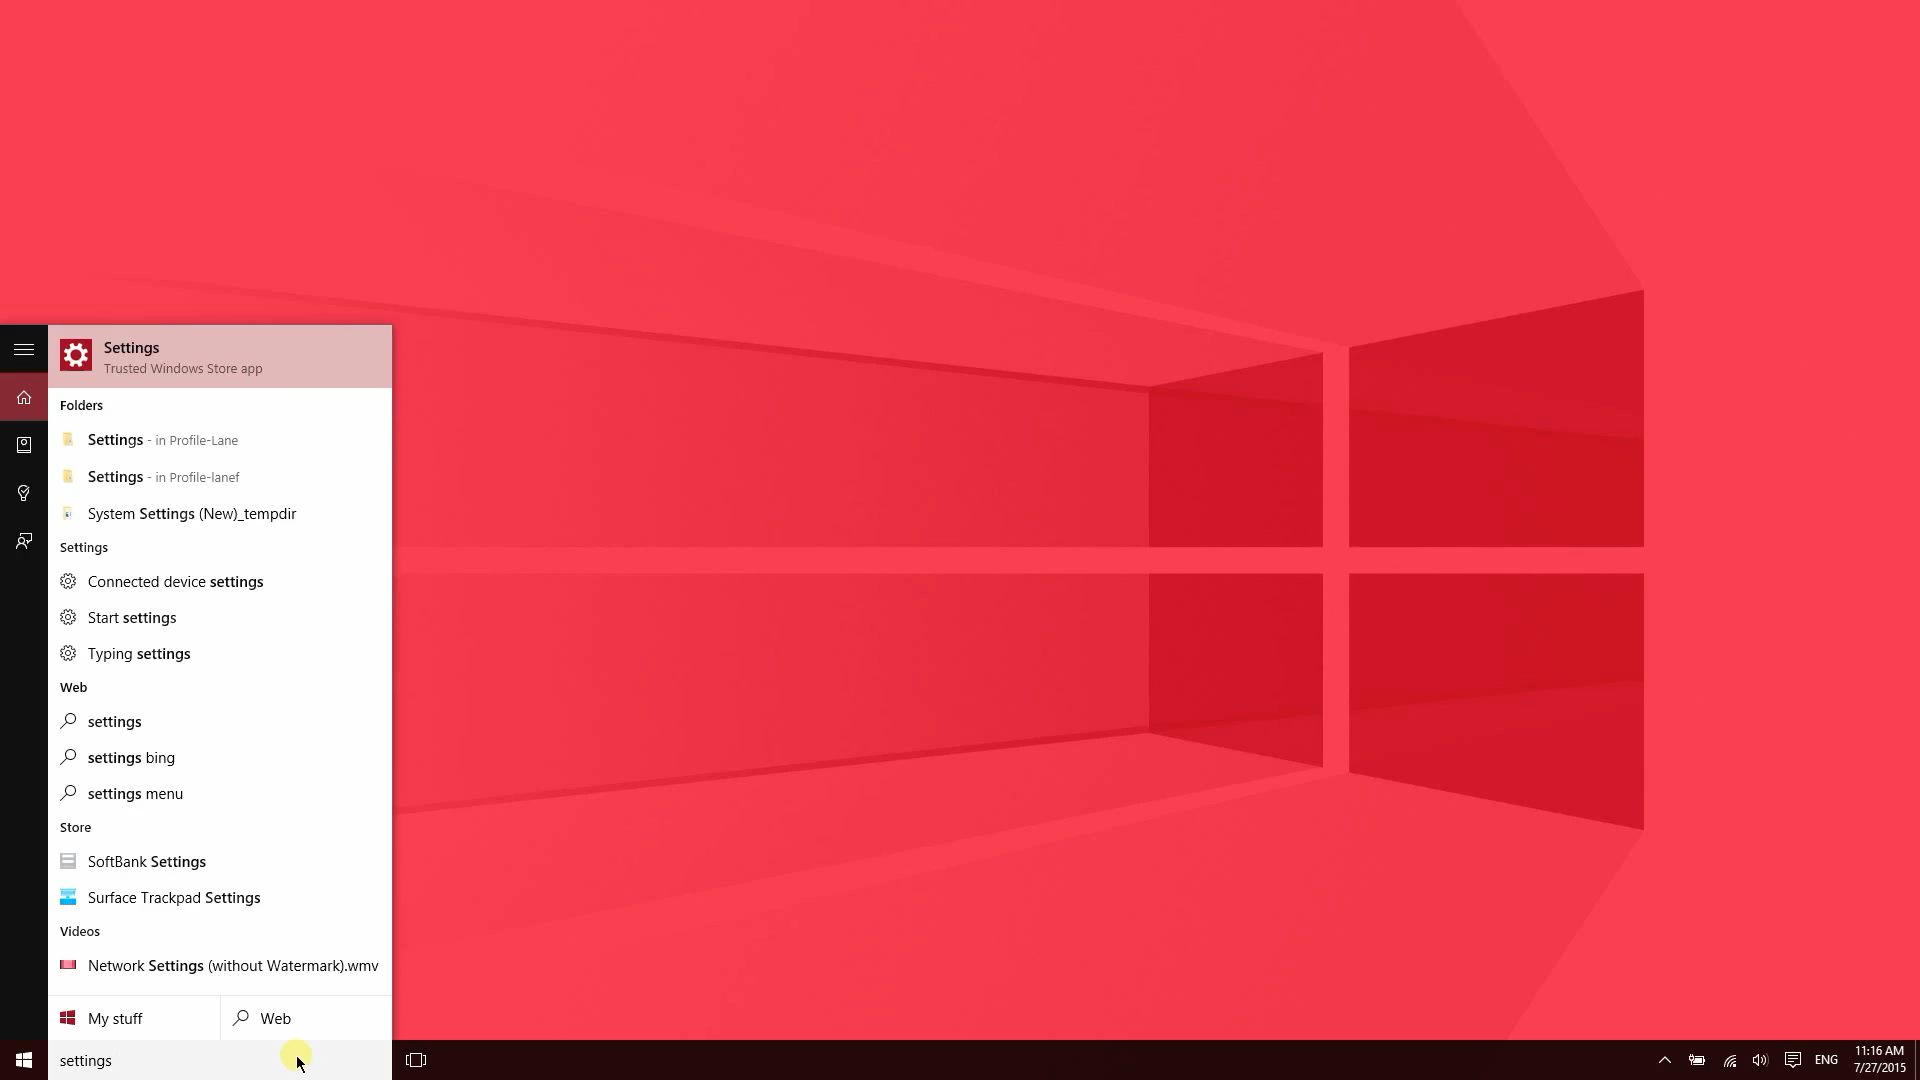 Settings
Trusted Windows Store app
Folders
Settings - in Profile-Lane
Settings - in Profile-lanef
System Settings (New)_tempdir
Settings
Connected device settings
Start settings
Typing settings
Web
settings
settings bing
settings menu
Store
SoftBank Settings
Surface Trackpad Settings
Videos
Network Settings (without Watermark).wmv
My stuff
Web
settings
ENG
11:16 AM
7/27/2015